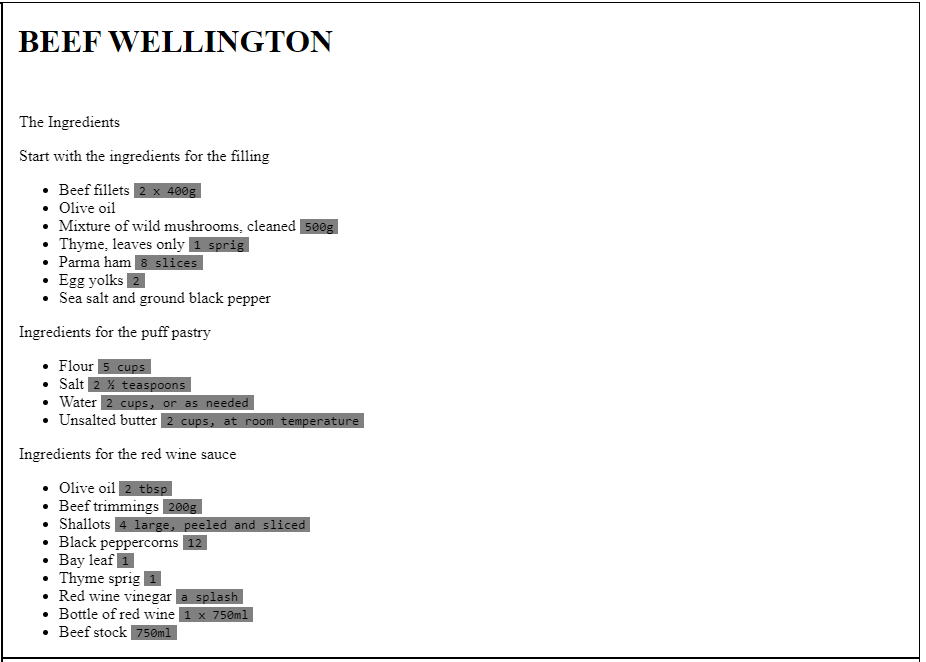 BEEF WELLINGTON
The Ingredients
Start with the ingredients for the filling
• Beef fillets 2 x 400g
• Olive oil
• Mixture of wild mushrooms, cleaned 500g
• Thyme, leaves only 1 sprig
• Parma ham 8 slices
• Egg yolks 2
• Sea salt and ground black pepper
Ingredients for the puff pastry
• Flour 5 cups
• Salt 2 ½ teaspoons
• Water 2 cups, or as needed
• Unsalted butter 2 cups, at room temperature
Ingredients for the red wine sauce
• Olive oil 2 tbsp
• Beef trimmings 200g
• Shallots 4 large, peeled and sliced
• Black peppercorns 12
• Bay leaf 1
• Thyme sprig 1
• Red wine vinegar a splash
• Bottle of red wine 1 x 750ml
• Beef stock 750ml